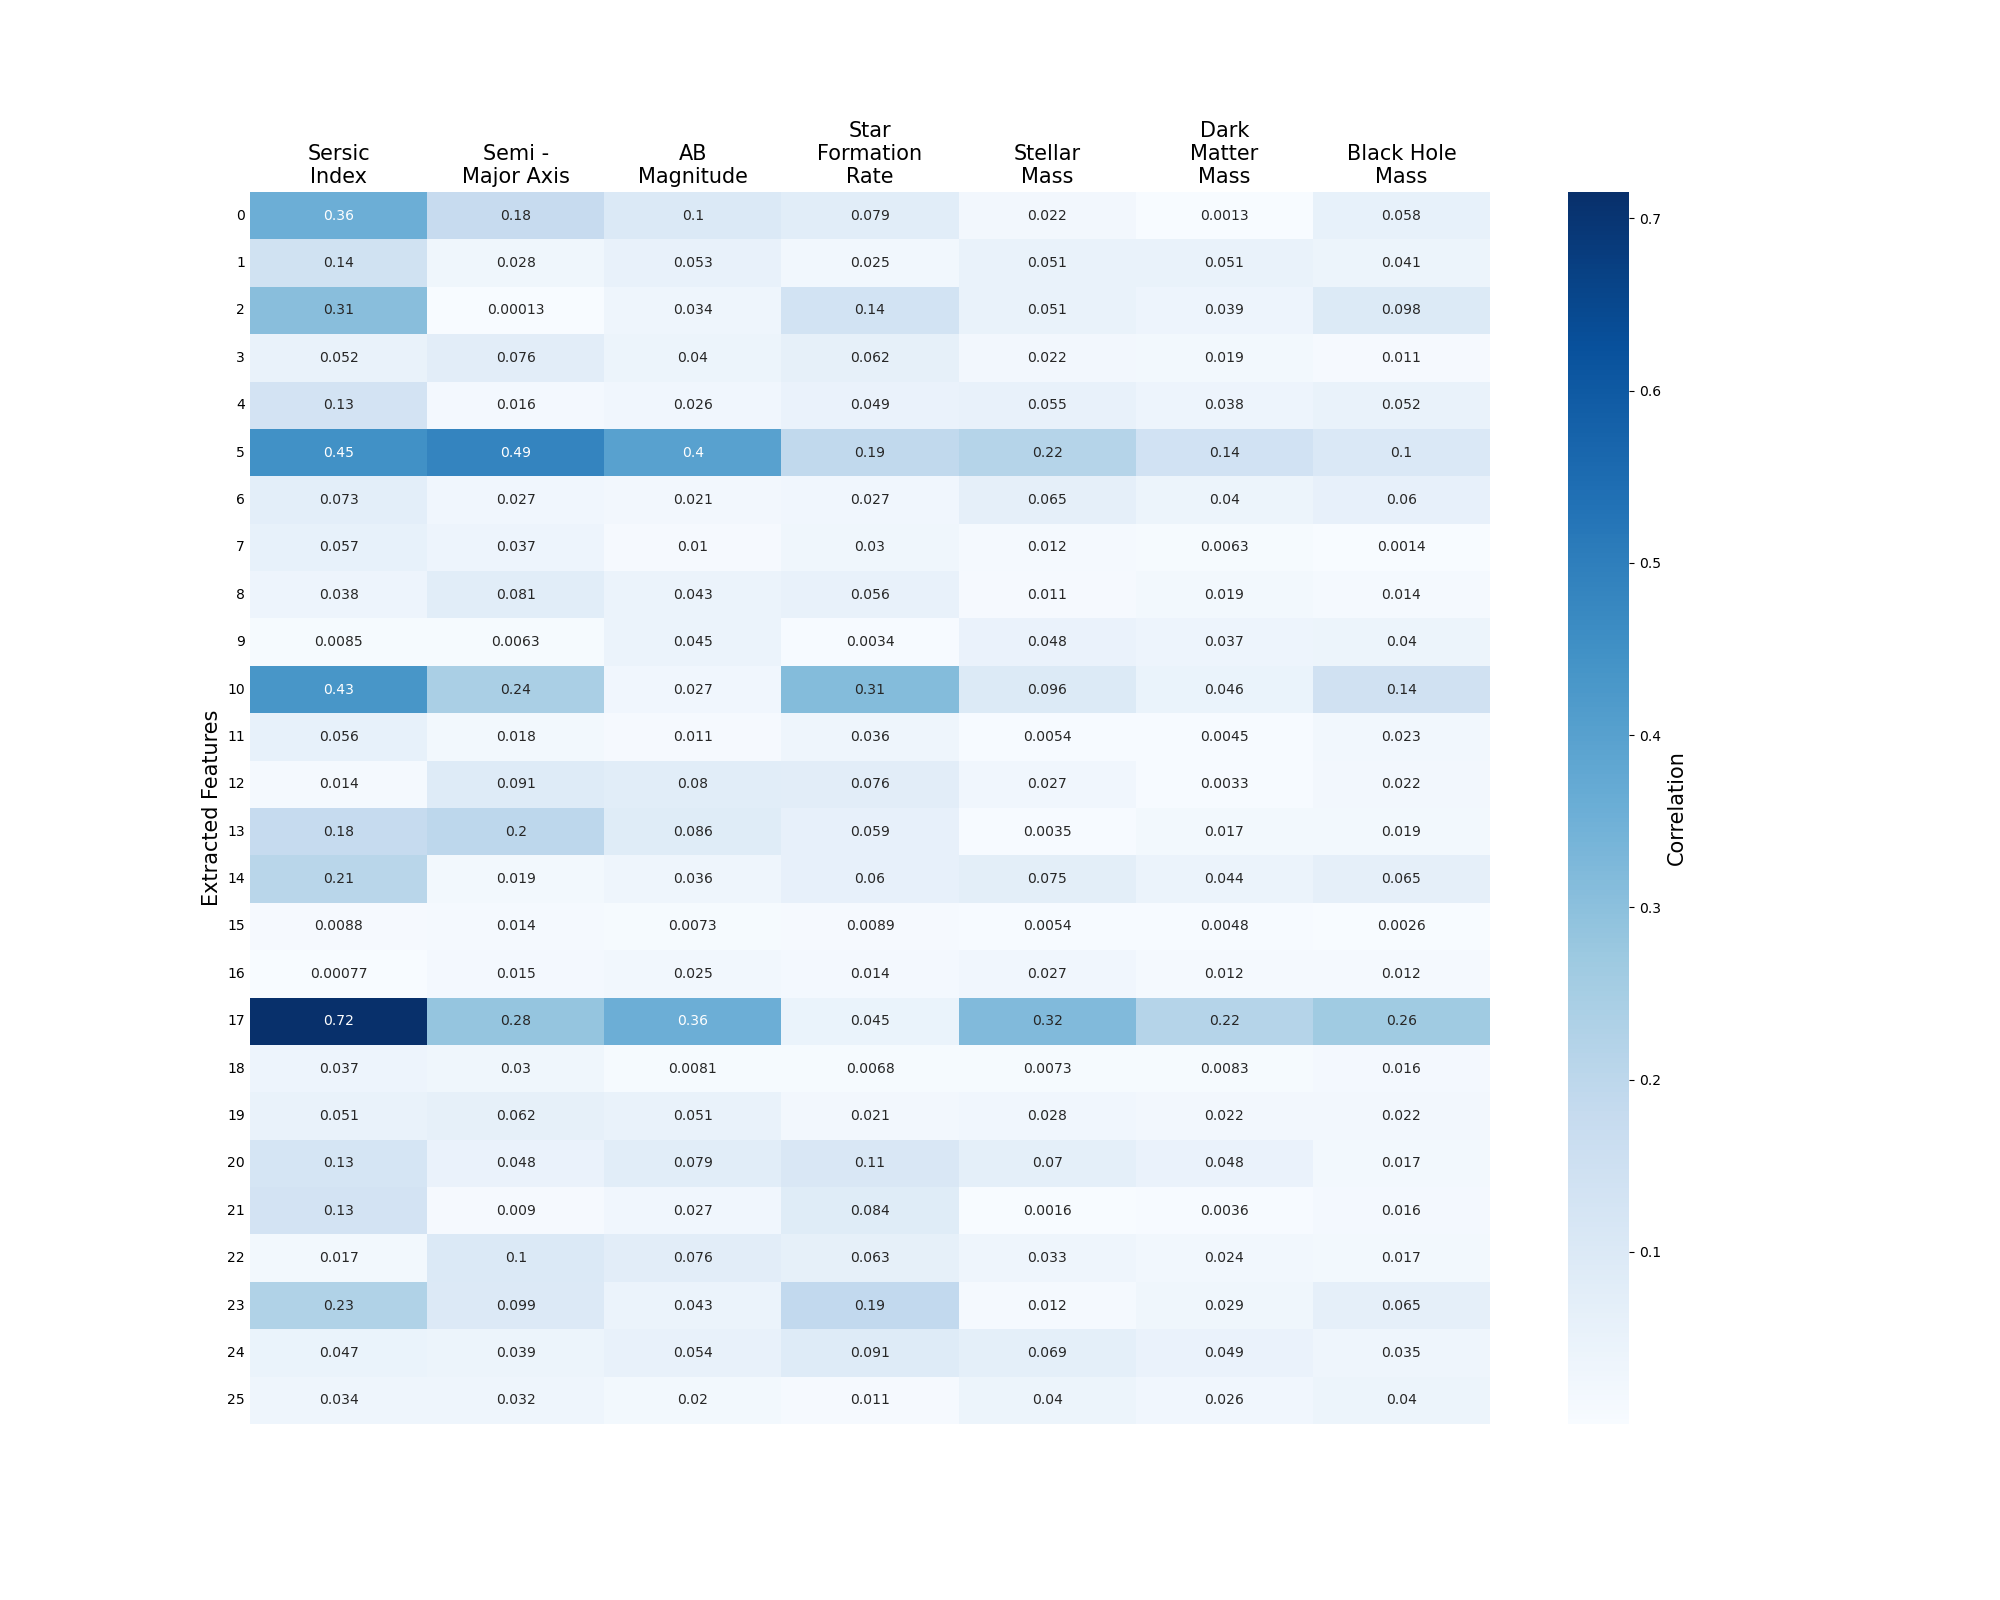 Star
Dark
Sersic
Semi -
AB
Formation
Stellar
Matter
Black Hole
Index
Major Axis
Magnitude
Rate
Mass
Mass
Mass
0 0.36 0.18 0.1 0.079 0.022 0.0013 0.058
1 0.14 0.028 0.053 0.025 0.051 0.051 0.041
2 0.31 0.00013 0.034 0.14 0.051 0.039 0.098
3 0.052 0.076 0.04 0.062 0.022 0.019 0.011
4 0.13 0.016 0.026 0.049 0.055 0.038 0.052
5 0.45 0.49 0.4 0.19 0.22 0.14 0.1
6 0.073 0.027 0.021 0.027 0.065 0.04 0.06
7 0.057 0.037 0.01 0.03 0.012 0.0063 0.0014
8 0.038 0.081 0.043 0.056 0.011 0.019 0.014
9 0.0085 0.0063 0.045 0.0034 0.048 0.037 0.04
10 0.43 0.24 0.027 0.31 0.096 0.046 0.14
11 0.056 0.018 0.011 0.036 0.0054 0.0045 0.023
12 0.014 0.091 0.08 0.076 0.027 0.0033 0.022
13 0.18 0.2 0.086 0.059 0.0035 0.017 0.019
14 0.21 0.019 0.036 0.06 0.075 0.044 0.065
15 0.0088 0.014 0.0073 0.0089 0.0054 0.0048 0.0026
16 0.00077 0.015 0.025 0.014 0.027 0.012 0.012
17 0.72 0.28 0.36 0.045 0.32 0.22 0.26
18 0.037 0.03 0.0081 0.0068 0.0073 0.0083 0.016
19 0.051 0.062 0.051 0.021 0.028 0.022 0.022
20 0.13 0.048 0.079 0.11 0.07 0.048 0.017
21 0.13 0.009 0.027 0.084 0.0016 0.0036 0.016
22 0.017 0.1 0.076 0.063 0.033 0.024 0.017
23 0.23 0.099 0.043 0.19 0.012 0.029 0.065
24 0.047 0.039 0.054 0.091 0.069 0.049 0.035
25 0.034 0.032 0.02 0.011 0.04 0.026 0.04
Extracted Features
0.7
0.6
0.5
0.4
0.3
0.2
0.1
Correlation